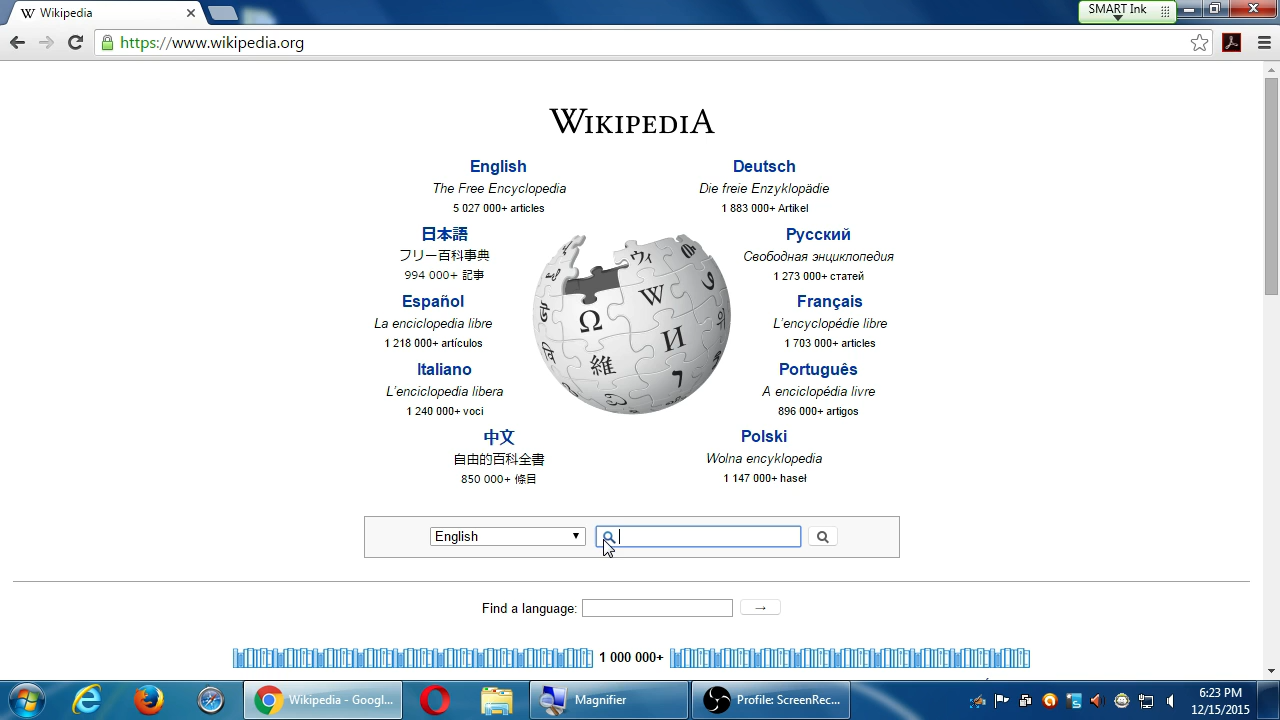 Wikipedia
SMART Ink
https://www.wikipedia.org
WIKIPEDIA
English
The Free Encyclopedia
5 027 000+ articles
Deutsch
Die freie Enzyklopädie
1 883 000+ Artikel
日本語
フリー百科事典
994 000+ 記事
Русский
Свободная энциклопедия
1 273 000+ статей
Español
La enciclopedia libre
1 218 000+ artículos
Français
L'encyclopédie libre
1 703 000+ articles
Italiano
L'enciclopedia libera
1 240 000+ voci
Português
A enciclopédia livre
896 000+ artigos
中文
自由的百科全書
850 000+ 條目
Polski
Wolna encyklopedia
1 147 000+ haseł
Ω
W
И
維
ウィ
7
English
Find a language:
→
1 000 000+
Wikipedia - Googl...
Magnifier
Profile: ScreenRec...
6:23 PM
12/15/2015